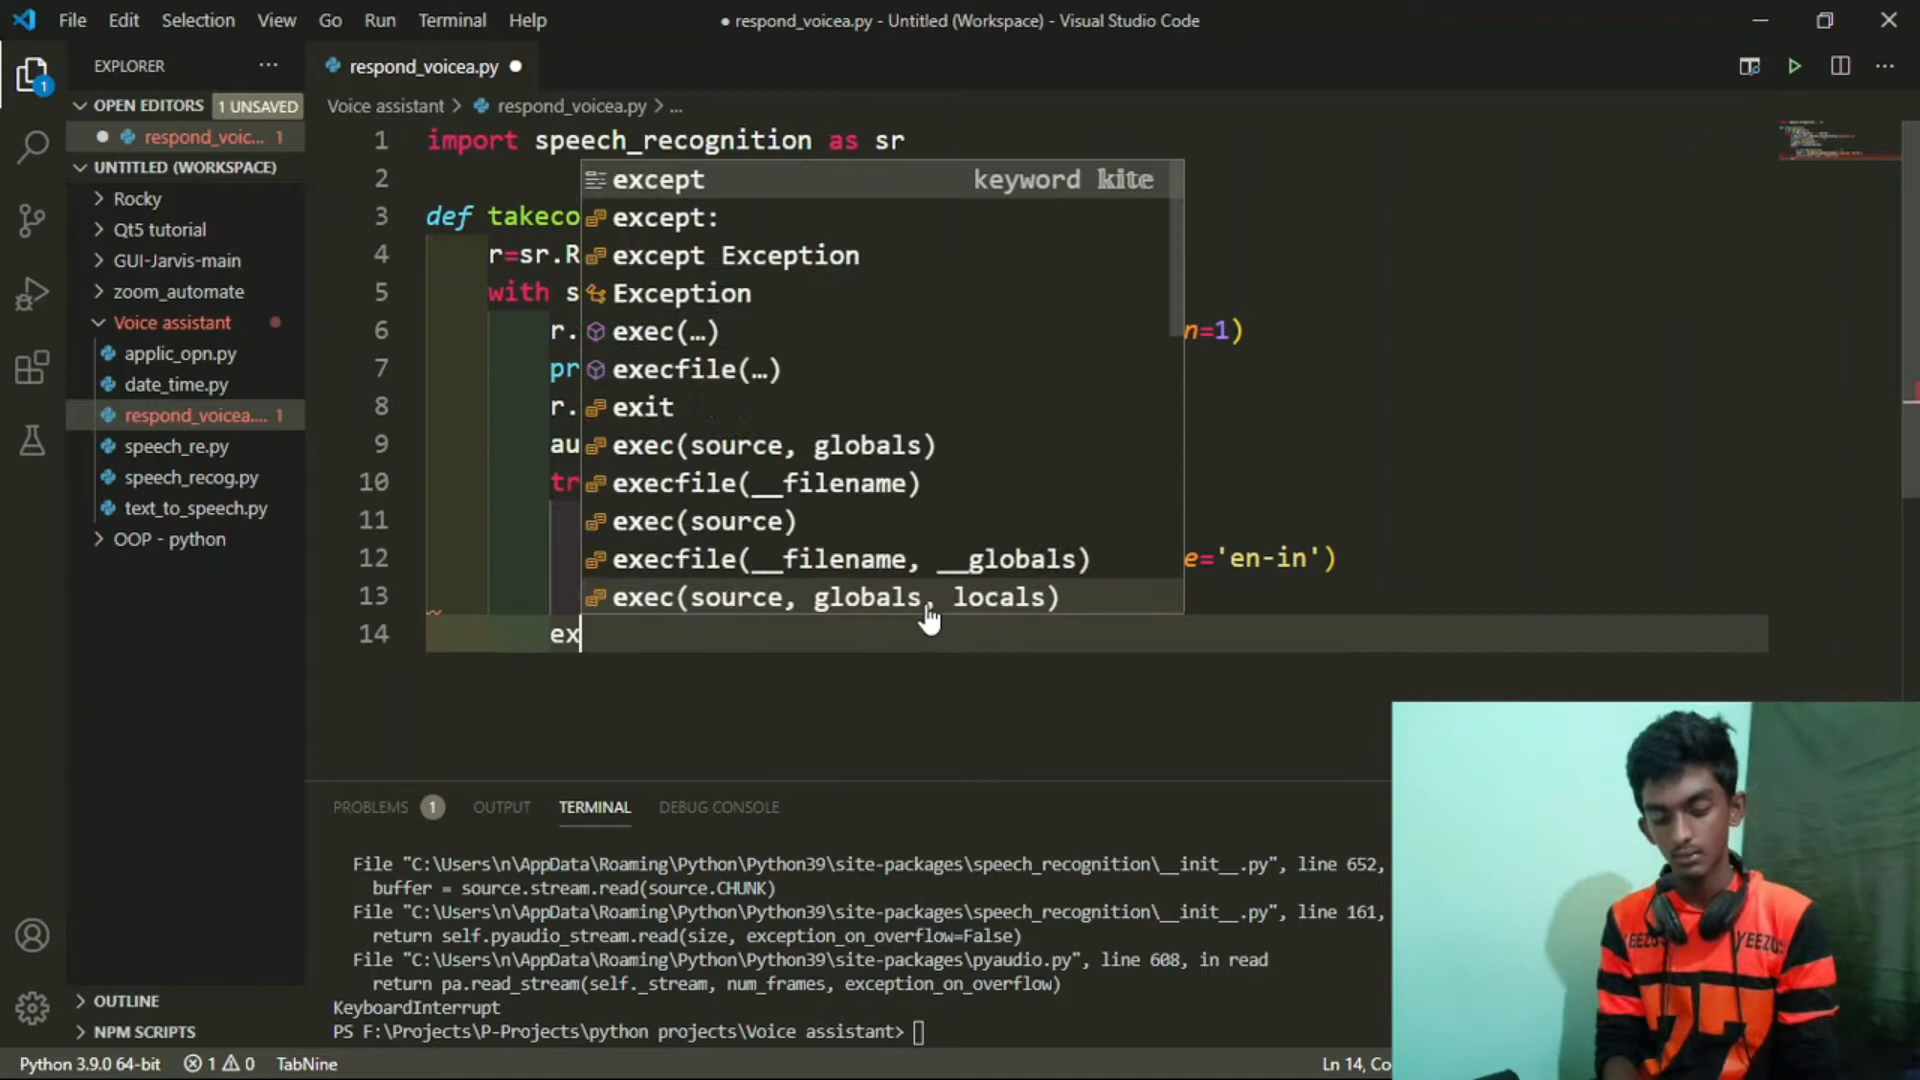 File Edit Selection View Go Run Terminal Help
● respond_voicea.py - Untitled (Workspace) - Visual Studio Code
EXPLORER ...
respond_voicea.py
1
OPEN EDITORS 1 UNSAVED
respond_voic... 1
UNTITLED (WORKSPACE)
Rocky
Qt5 tutorial
GUI-Jarvis-main
zoom_automate
Voice assistant
applic_opn.py
date_time.py
respond_voicea.... 1
speech_re.py
speech_recog.py
text_to_speech.py
OOP - python
OUTLINE
NPM SCRIPTS
Voice assistant > respond_voicea.py > ...
1 import speech_recognition as sr
2
3 def takeco
4 r=sr.R
5 with s
6 r. n=1)
7 pr
8 r.
9 au
10 tr
11
12 e='en-in')
13
14 ex
except keyword kite
except:
except Exception
Exception
exec(…)
execfile(…)
exit
exec(source, globals)
execfile(__filename)
exec(source)
execfile(__filename, __globals)
exec(source, globals, locals)
PROBLEMS 1 OUTPUT TERMINAL DEBUG CONSOLE
File "C:\Users\n\AppData\Roaming\Python\Python39\site-packages\speech_recognition\__init__.py", line 652,
buffer = source.stream.read(source.CHUNK)
File "C:\Users\n\AppData\Roaming\Python\Python39\site-packages\speech_recognition\__init__.py", line 161,
return self.pyaudio_stream.read(size, exception_on_overflow=False)
File "C:\Users\n\AppData\Roaming\Python\Python39\site-packages\pyaudio.py", line 608, in read
return pa.read_stream(self._stream, num_frames, exception_on_overflow)
KeyboardInterrupt
PS F:\Projects\P-Projects\python projects\Voice assistant>
Python 3.9.0 64-bit 1 0 TabNine
Ln 14, Co
YEEZUS YEEZUS